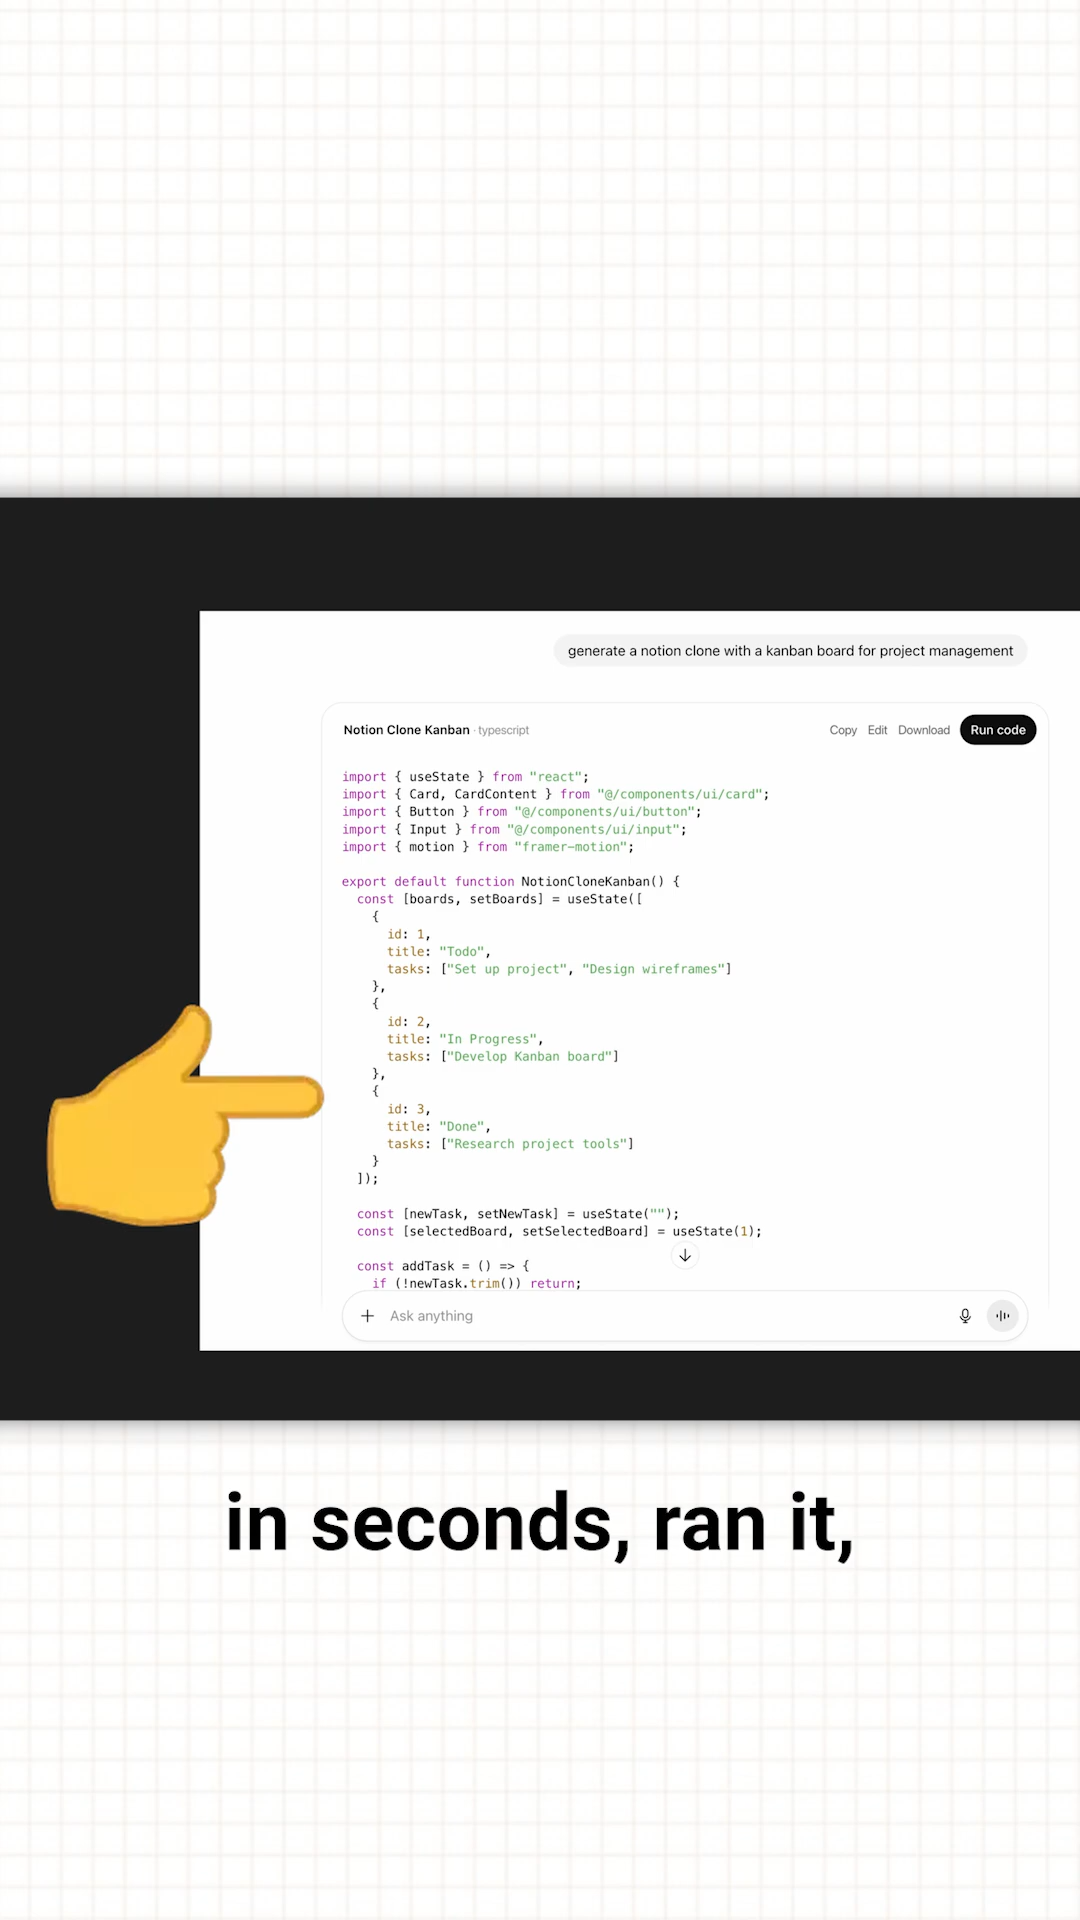 generate a notion clone with a kanban board for project management
Notion Clone Kanban · typescript
Copy Edit Download Run code
import { useState } from "react";
import { Card, CardContent } from "@/components/ui/card";
import { Button } from "@/components/ui/button";
import { Input } from "@/components/ui/input";
import { motion } from "framer-motion";
export default function NotionCloneKanban() {
const [boards, setBoards] = useState([
{
id: 1,
title: "Todo",
tasks: ["Set up project", "Design wireframes"]
},
{
id: 2,
title: "In Progress",
tasks: ["Develop Kanban board"]
},
{
id: 3,
title: "Done",
tasks: ["Research project tools"]
}
]);
const [newTask, setNewTask] = useState("");
const [selectedBoard, setSelectedBoard] = useState(1);
const addTask = () => {
if (!newTask.trim()) return;
Ask anything
in seconds, ran it,